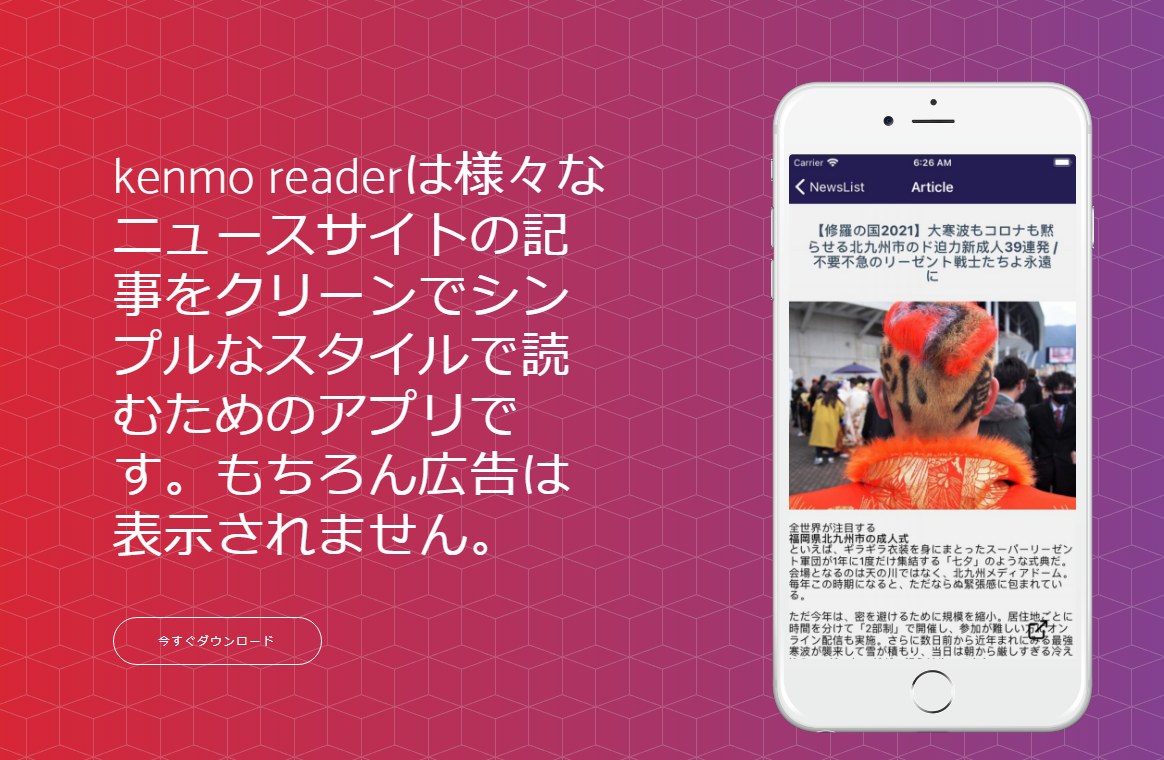 kenmo readerは様々な
ニュースサイトの記
事をクリーンでシン
プルなスタイルで読
むためのアプリで
す。もちろん広告は
表示されません。
今すぐダウンロード
Carrier 6:26 AM
NewsList Article
【修羅の国2021】大寒波もコロナも黙
らせる北九州市のド迫力新成人39連発 /
不要不急のリーゼント戦士たちよ永遠
に
全世界が注目する
福岡県北九州市の成人式
といえば、ギラギラ衣装を身にまとったスーパーリーゼン
ト軍団が1年に1度だけ集結する「七夕」のような式典だ。
会場となるのは天の川ではなく、北九州メディアドーム。
毎年この時期になると、ただならぬ緊張感に包まれてい
る。
ただ今年は、密を避けるために規模を縮小。居住地ごとに
時間を分けて「2部制」で開催し、参加が難しい オン
ライン配信も実施。さらに数日前から近年まれにみる最強
寒波が襲来して雪が積もり、当日は朝から厳しすぎる冷え